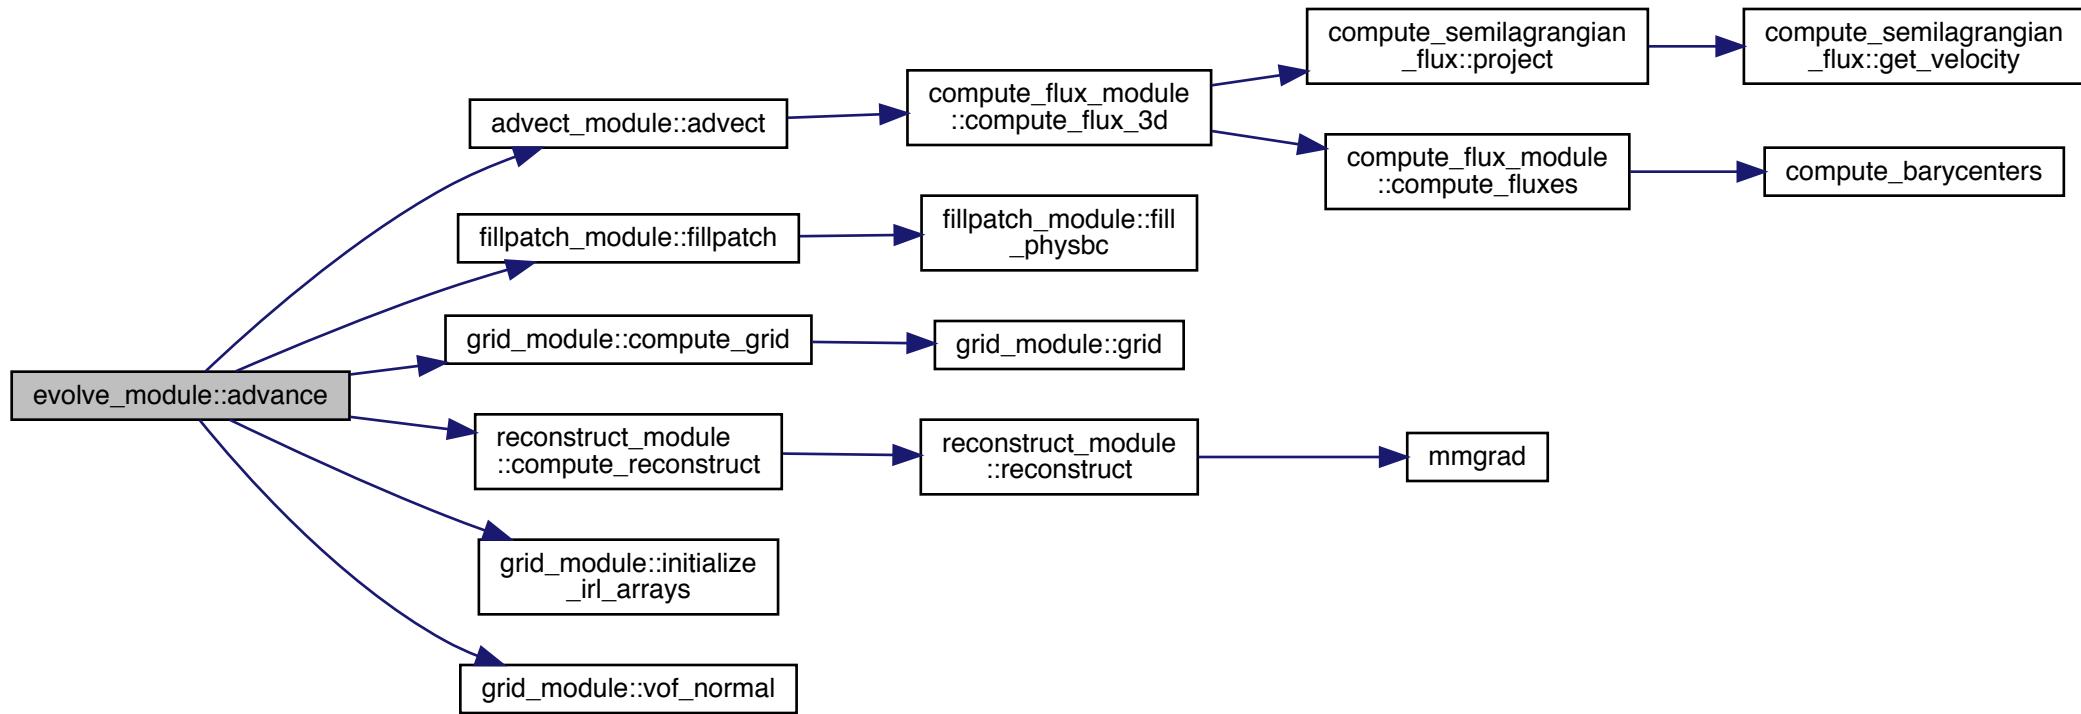 evolve_module::advance
advect_module::advect
fillpatch_module::fillpatch
grid_module::compute_grid
reconstruct_module
::compute_reconstruct
grid_module::initialize
_irl_arrays
grid_module::vof_normal
compute_flux_module
::compute_flux_3d
fillpatch_module::fill
_physbc
grid_module::grid
reconstruct_module
::reconstruct
compute_semilagrangian
_flux::project
compute_flux_module
::compute_fluxes
mmgrad
compute_semilagrangian
_flux::get_velocity
compute_barycenters